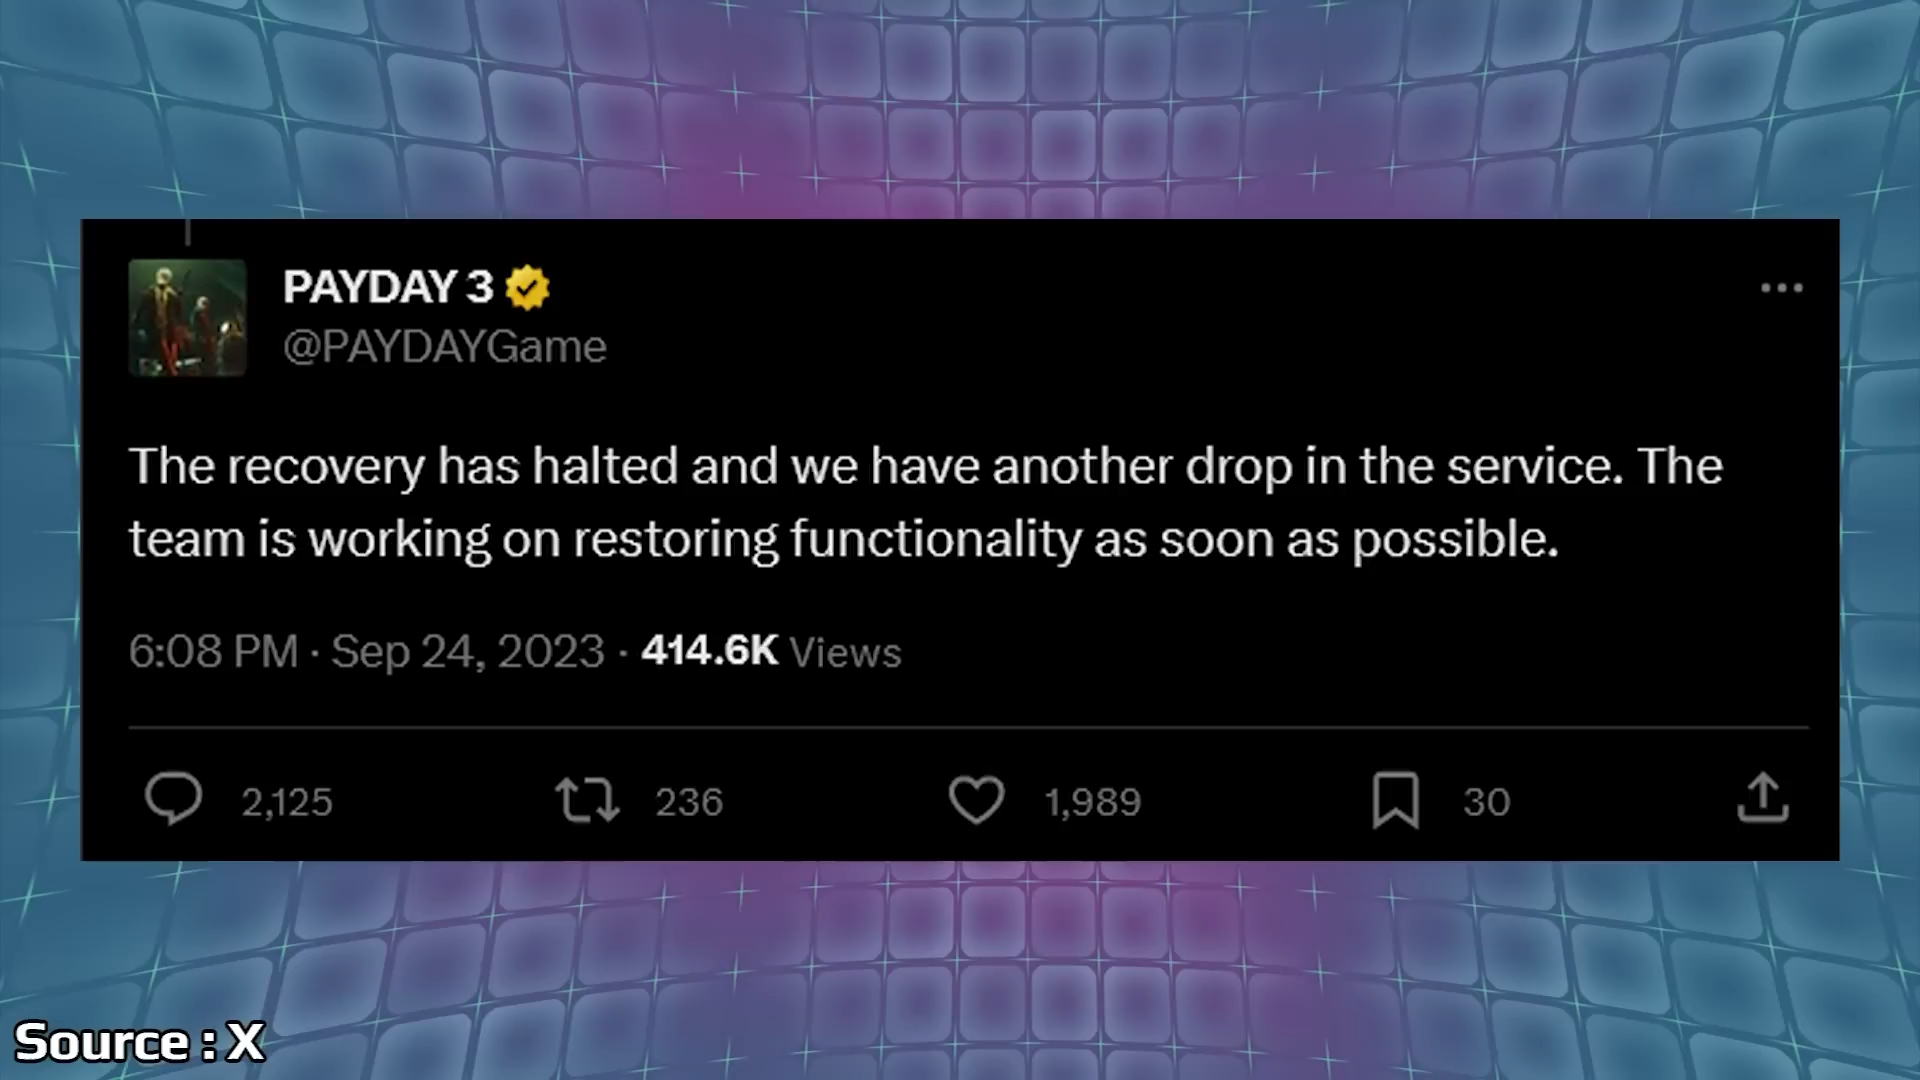 PAYDAY 3
@PAYDAYGame
The recovery has halted and we have another drop in the service. The
team is working on restoring functionality as soon as possible.
6:08 PM · Sep 24, 2023 · 414.6K Views
2,125 236 1,989 30
Source : X